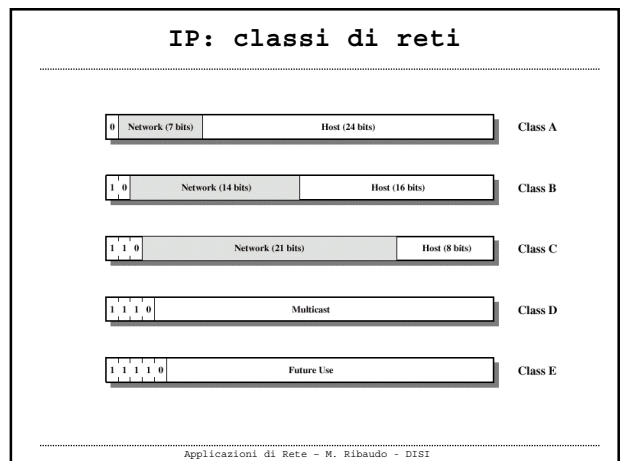 IP: classi di reti
0 Network (7 bits) Host (24 bits) Class A
1 0 Network (14 bits) Host (16 bits) Class B
1 1 0 Network (21 bits) Host (8 bits) Class C
1 1 1 0 Multicast Class D
1 1 1 1 0 Future Use Class E
Applicazioni di Rete – M. Ribaudo - DISI